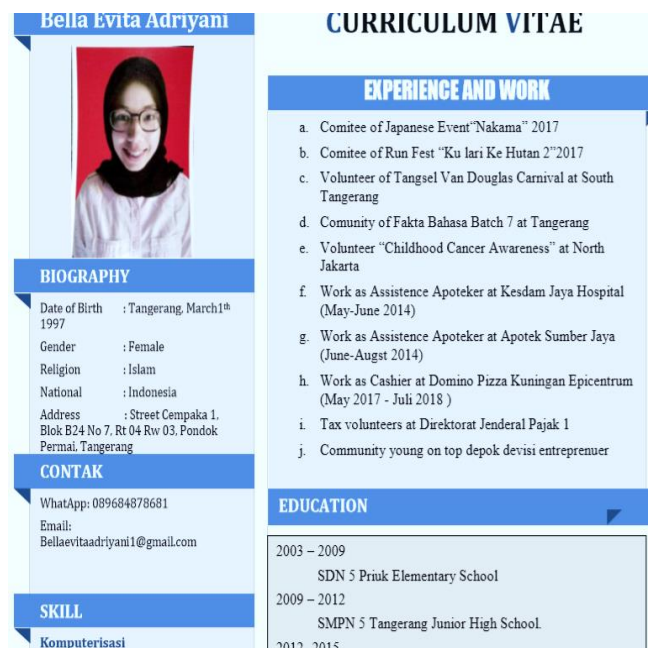 Bella Evita Adriyani
BIOGRAPHY
Date of Birth : Tangerang, March1th
1997
Gender : Female
Religion : Islam
National : Indonesia
Address : Street Cempaka 1,
Blok B24 No 7, Rt 04 Rw 03, Pondok
Permai, Tangerang
CONTAK
WhatApp: 089684878681
Email:
Bellaevitaadriyani1@gmail.com
SKILL
Komputerisasi
CURRICULUM VITAE
EXPERIENCE AND WORK
a. Comitee of Japanese Event“Nakama” 2017
b. Comitee of Run Fest “Ku lari Ke Hutan 2”2017
c. Volunteer of Tangsel Van Douglas Carnival at South
Tangerang
d. Comunity of Fakta Bahasa Batch 7 at Tangerang
e. Volunteer “Childhood Cancer Awareness” at North
Jakarta
f. Work as Assistence Apoteker at Kesdam Jaya Hospital
(May-June 2014)
g. Work as Assistence Apoteker at Apotek Sumber Jaya
(June-Augst 2014)
h. Work as Cashier at Domino Pizza Kuningan Epicentrum
(May 2017 - Juli 2018 )
i. Tax volunteers at Direktorat Jenderal Pajak 1
j. Community young on top depok devisi entreprenuer
EDUCATION
2003 – 2009
SDN 5 Priuk Elementary School
2009 – 2012
SMPN 5 Tangerang Junior High School.
2012- 2015